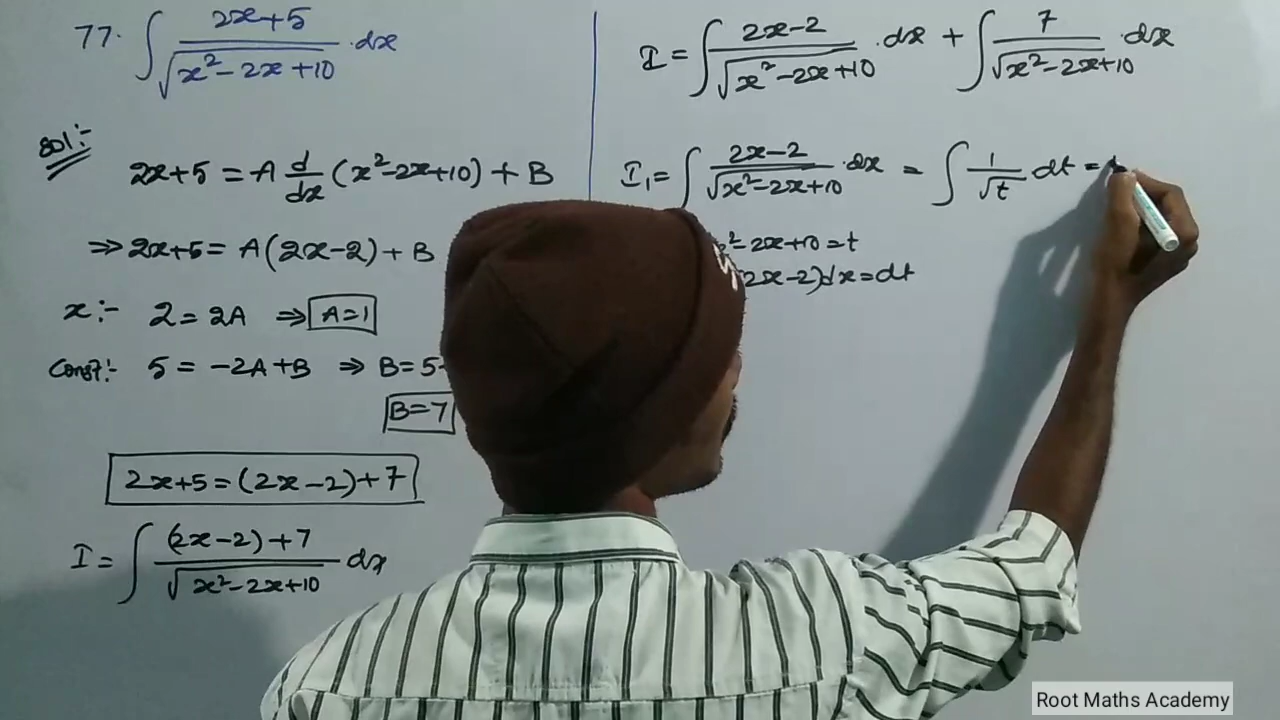 77. ∫ (2x+5)/√(x²-2x+10) .dx
Sol:-
2x+5 = A d/dx (x²-2x+10) + B
⇒ 2x+5 = A(2x-2) + B
x:- 2 = 2A ⇒ A=1
Const:- 5 = -2A+B ⇒ B=5
B=7
2x+5 = (2x-2)+7
I = ∫ ((2x-2)+7)/√(x²-2x+10) dx
I = ∫ (2x-2)/√(x²-2x+10) .dx + ∫ 7/√(x²-2x+10) .dx
I₁ = ∫ (2x-2)/√(x²-2x+10) .dx = ∫ 1/√t dt =
²-2x+10=t
(2x-2)dx=dt
Root Maths Academy